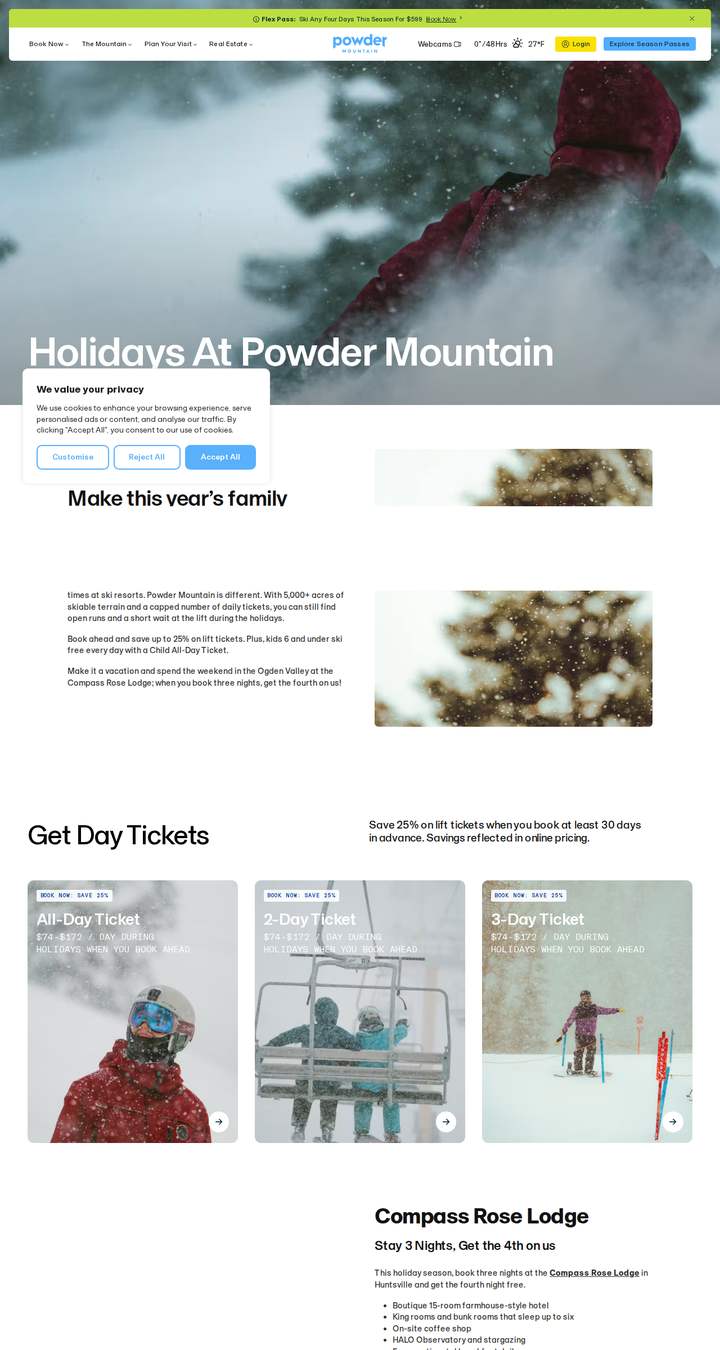 Flex Pass: Ski Any Four Days This Season For $599 Book Now
Book Now
The Mountain
Plan Your Visit
Real Estate
powder
MOUNTAIN
Webcams
0"/48Hrs
27°F
Login
Explore Season Passes
Holidays At Powder Mountain
We value your privacy
We use cookies to enhance your browsing experience, serve
personalised ads or content, and analyse our traffic. By
clicking "Accept All", you consent to our use of cookies.
Customise
Reject All
Accept All
Make this year's family
times at ski resorts. Powder Mountain is different. With 5,000+ acres of
skiable terrain and a capped number of daily tickets, you can still find
open runs and a short wait at the lift during the holidays.
Book ahead and save up to 25% on lift tickets. Plus, kids 6 and under ski
free every day with a Child All-Day Ticket.
Make it a vacation and spend the weekend in the Ogden Valley at the
Compass Rose Lodge; when you book three nights, get the fourth on us!
Get Day Tickets
Save 25% on lift tickets when you book at least 30 days
in advance. Savings reflected in online pricing.
BOOK NOW: SAVE 25%
All-Day Ticket
$74-$172 / DAY DURING
HOLIDAYS WHEN YOU BOOK AHEAD
BOOK NOW: SAVE 25%
2-Day Ticket
$74-$172 / DAY DURING
HOLIDAYS WHEN YOU BOOK AHEAD
BOOK NOW: SAVE 25%
3-Day Ticket
$74-$172 / DAY DURING
HOLIDAYS WHEN YOU BOOK AHEAD
Compass Rose Lodge
Stay 3 Nights, Get the 4th on us
This holiday season, book three nights at the Compass Rose Lodge in
Huntsville and get the fourth night free.
Boutique 15-room farmhouse-style hotel
King rooms and bunk rooms that sleep up to six
On-site coffee shop
HALO Observatory and stargazing